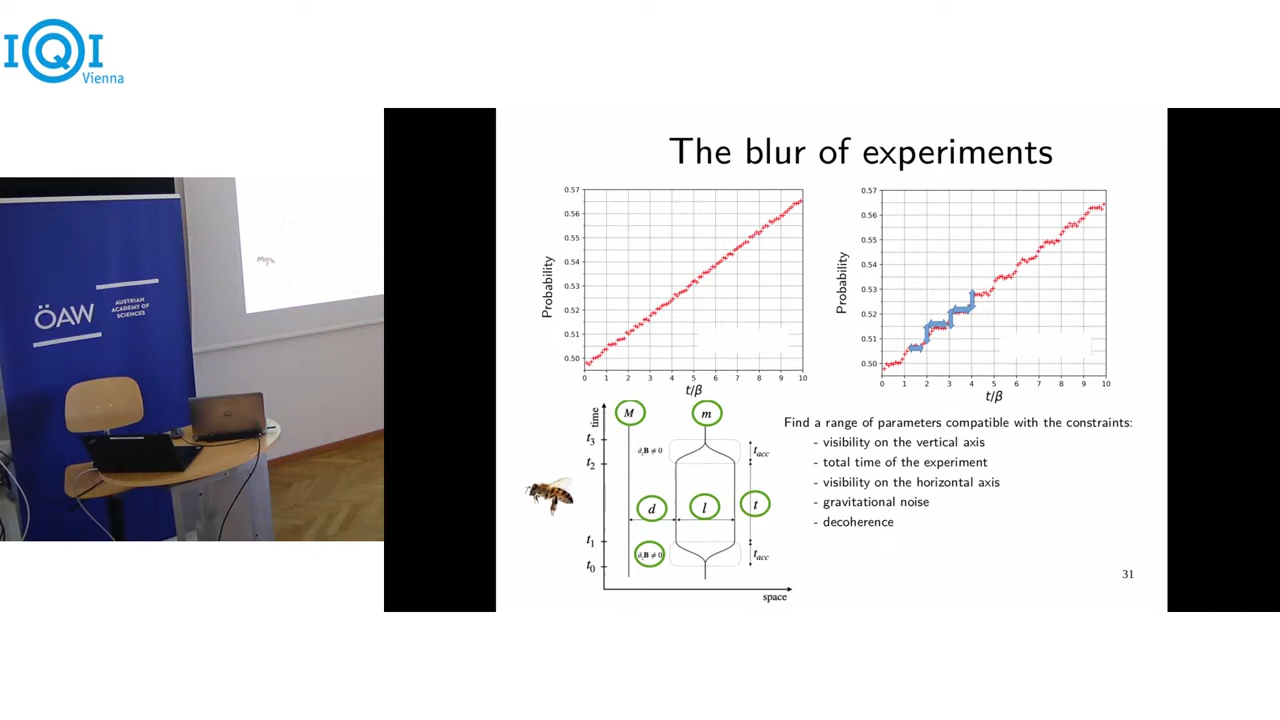 IQI
Vienna
ÖAW
AUSTRIAN
ACADEMY OF
SCIENCES
The blur of experiments
0.57
0.56
0.55
0.54
0.53
0.52
0.51
0.50
Probability
0 1 2 3 4 5 6 7 8 9 10
t/β
0.57
0.56
0.55
0.54
0.53
0.52
0.51
0.50
Probability
0 1 2 3 4 5 6 7 8 9 10
t/β
time
M
m
t₃
∂ₓB ≠ 0
t_acc
t₂
d
l
t
t₁
∂ₓB ≠ 0
t_acc
t₀
space
Find a range of parameters compatible with the constraints:
- visibility on the vertical axis
- total time of the experiment
- visibility on the horizontal axis
- gravitational noise
- decoherence
31